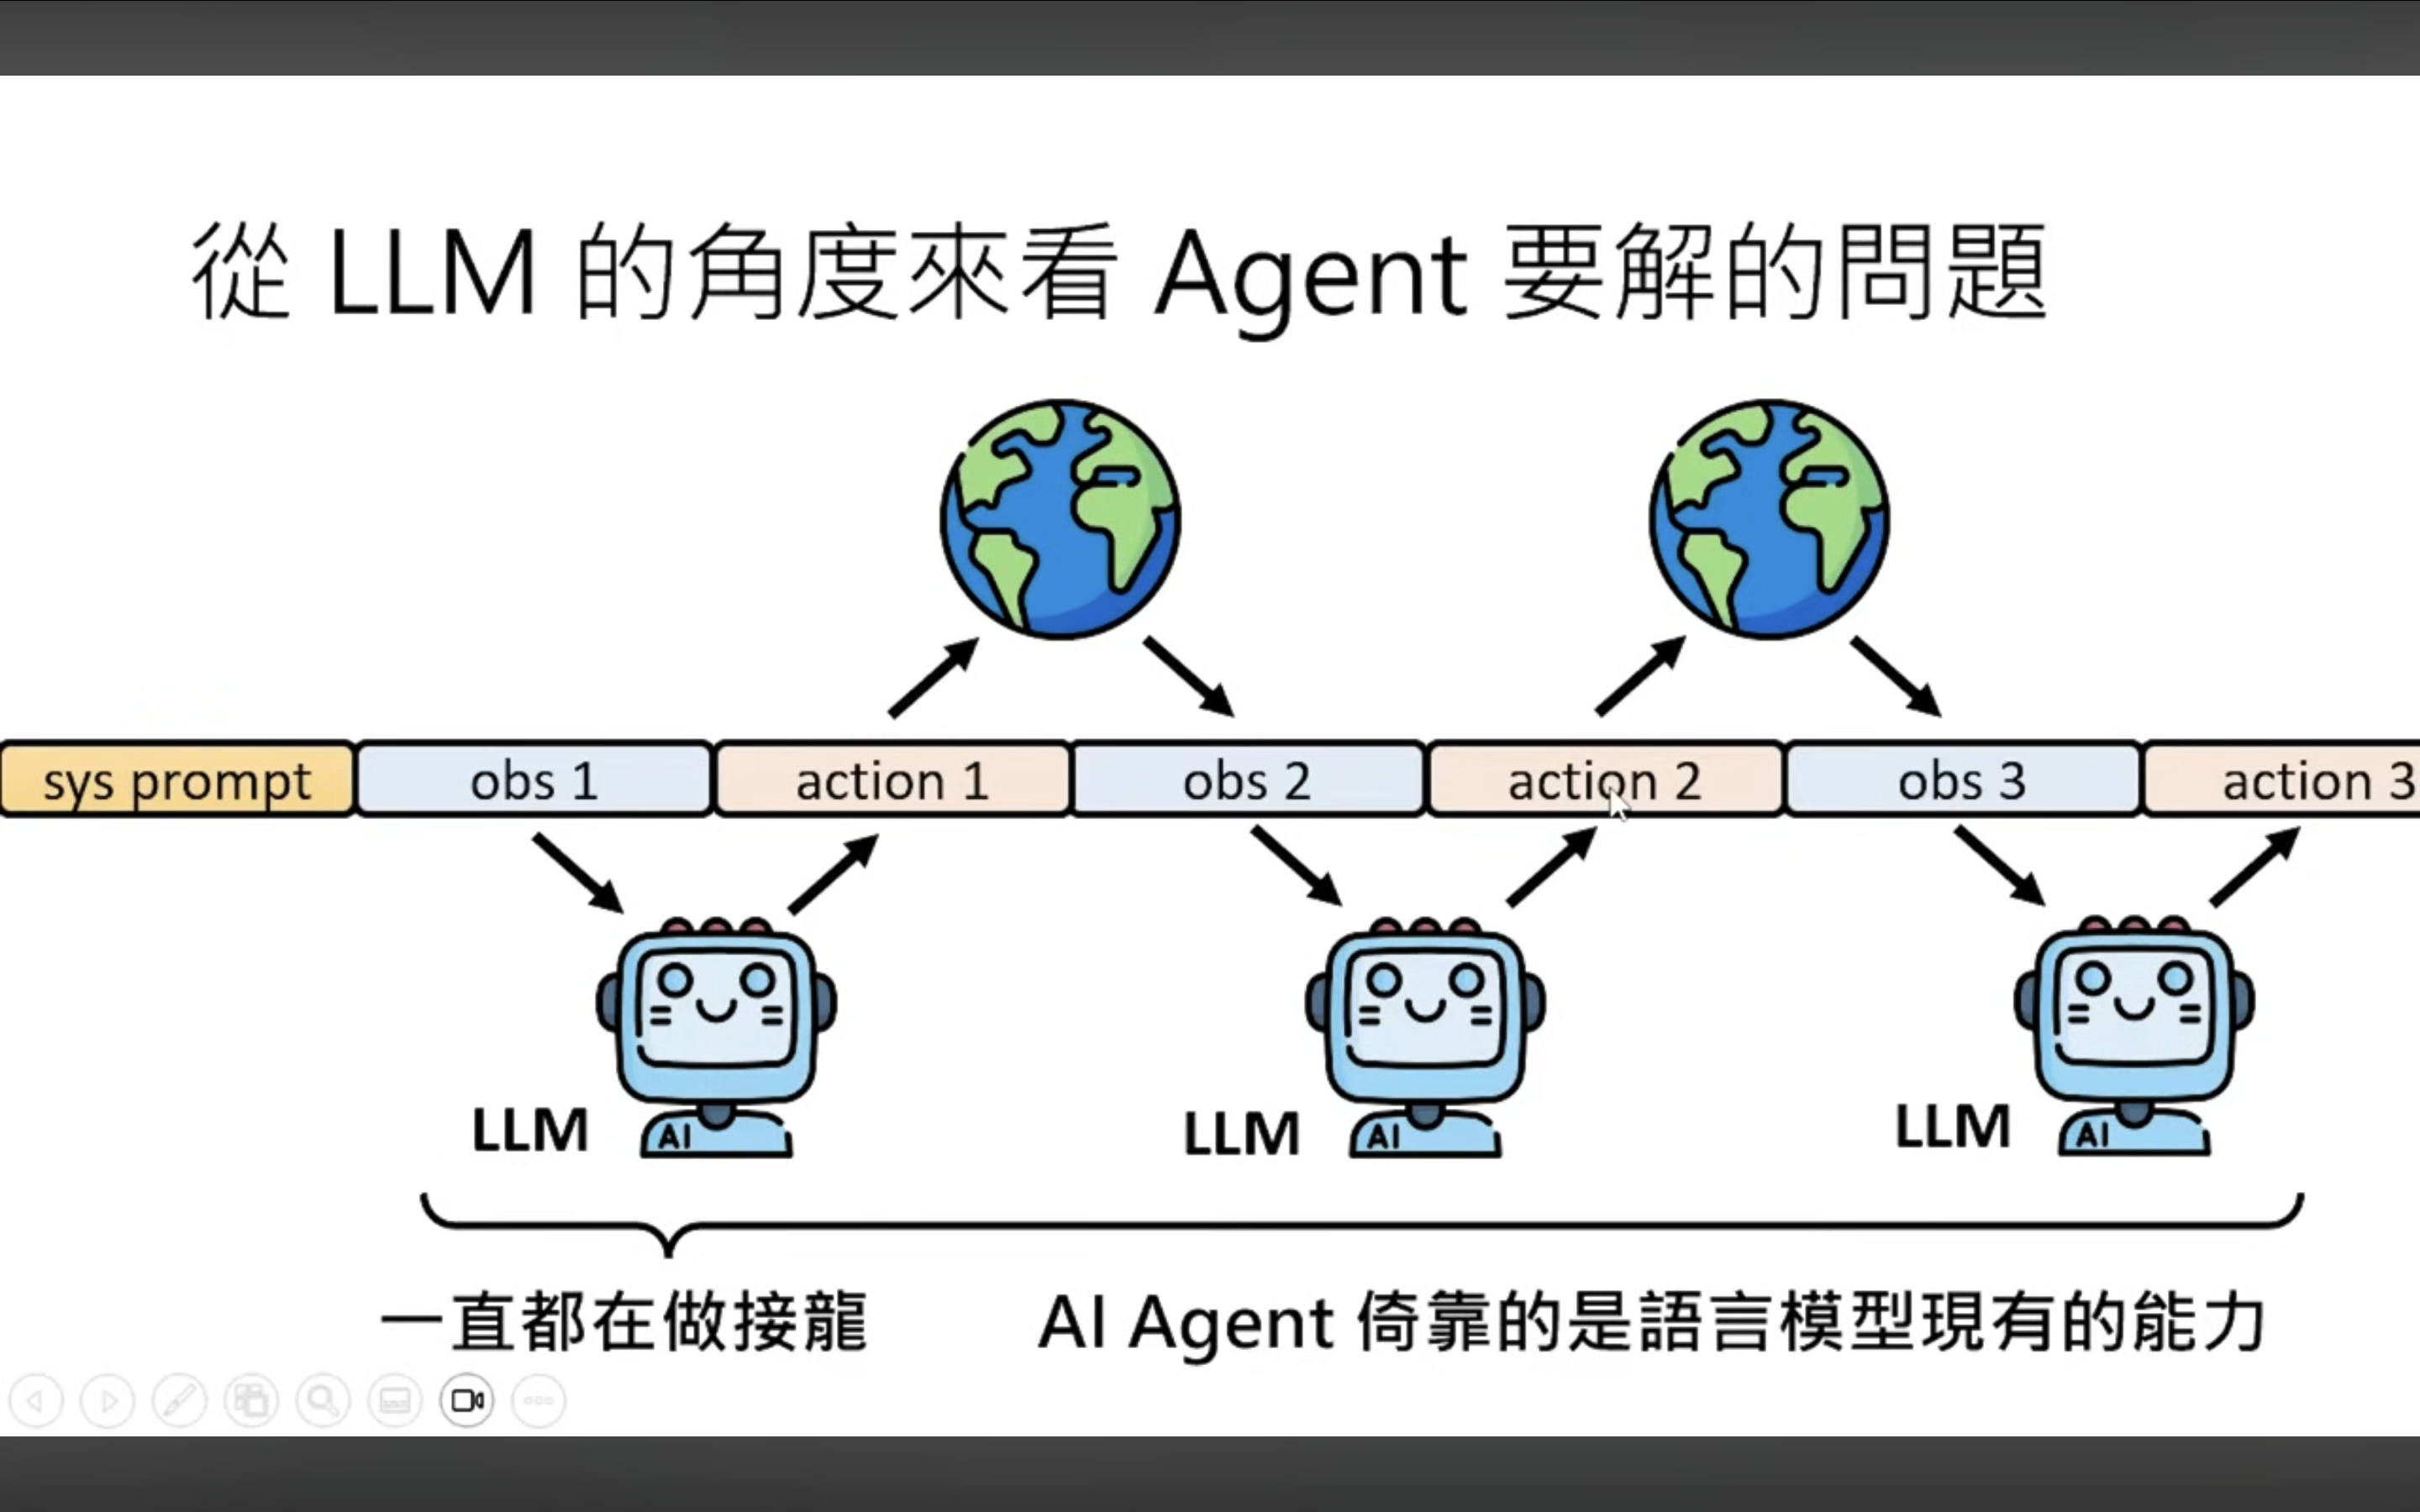 從 LLM 的角度來看 Agent 要解的問題
sys prompt obs 1 action 1 obs 2 action 2 obs 3 action 3
LLM AI LLM AI LLM AI
一直都在做接龍 AI Agent 倚靠的是語言模型現有的能力